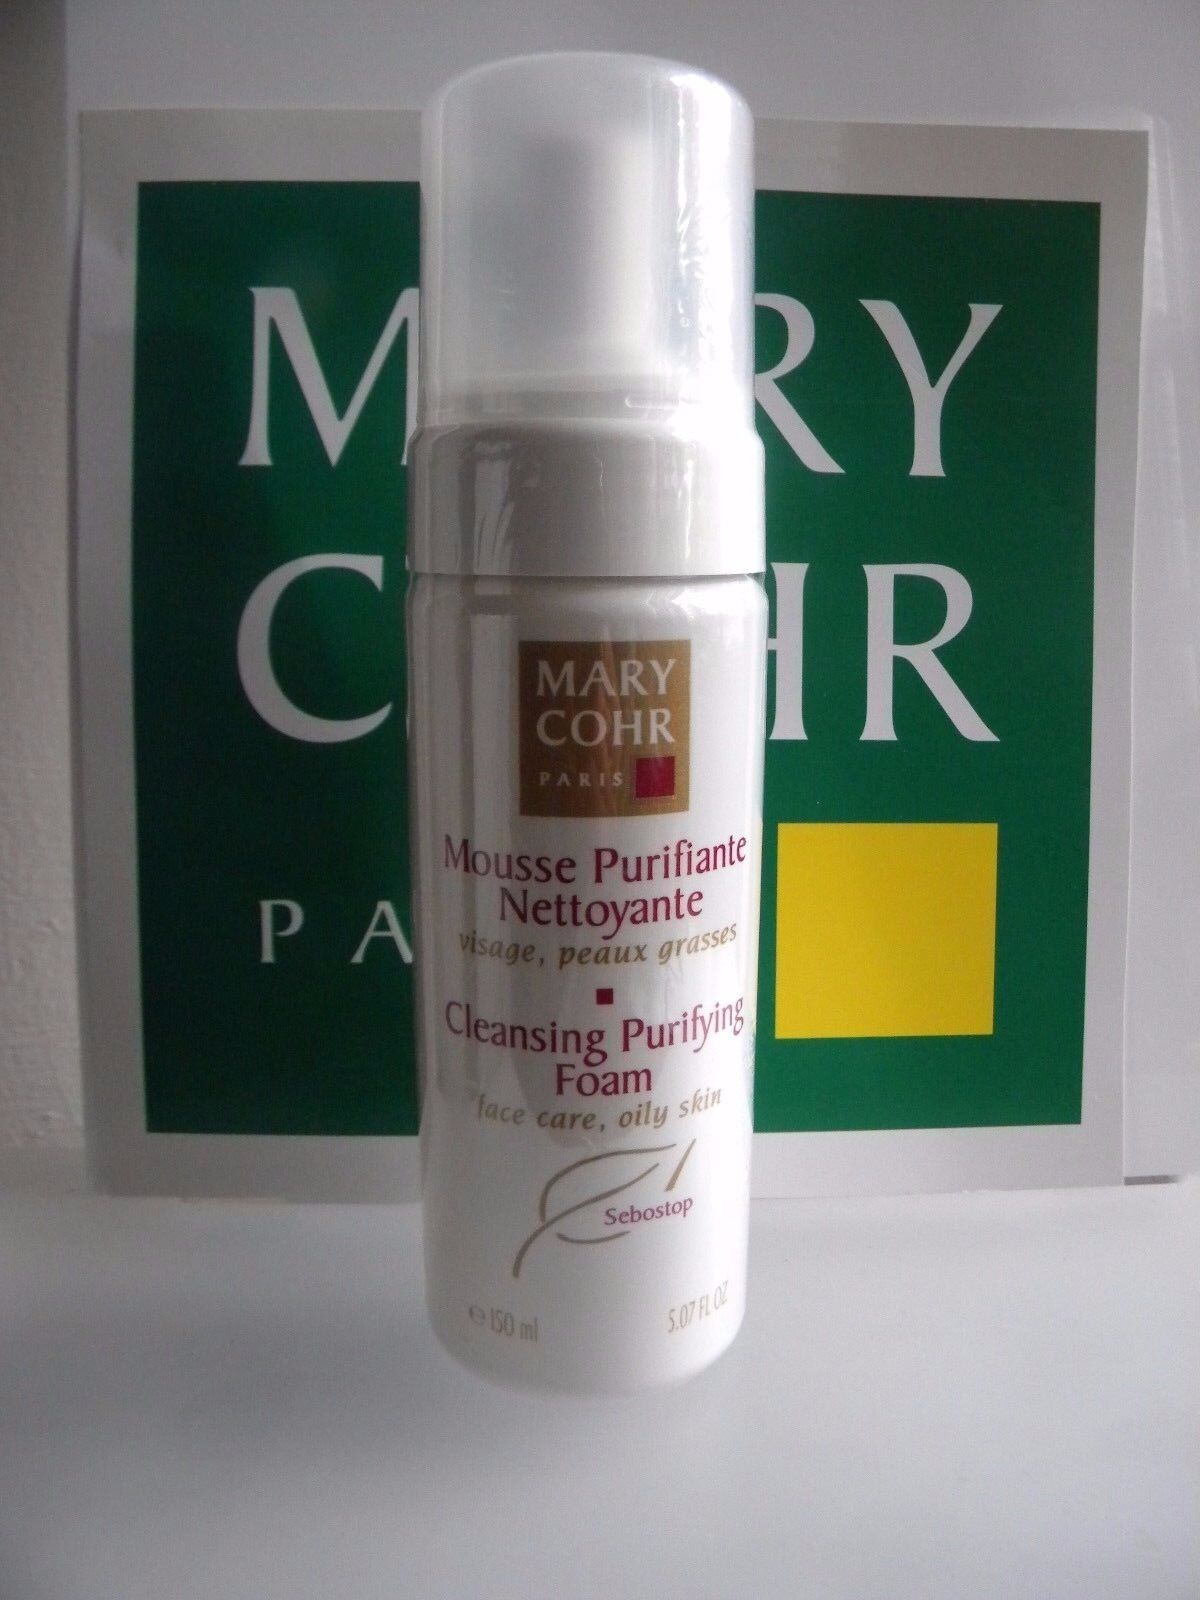 M RY
C HR
PA
MARY
COHR
PARIS
Mousse Purifiante
Nettoyante
visage, peaux grasses
Cleansing Purifying
Foam
face care, oily skin
Sebostop
℮ 150 ml
5.07 FL OZ